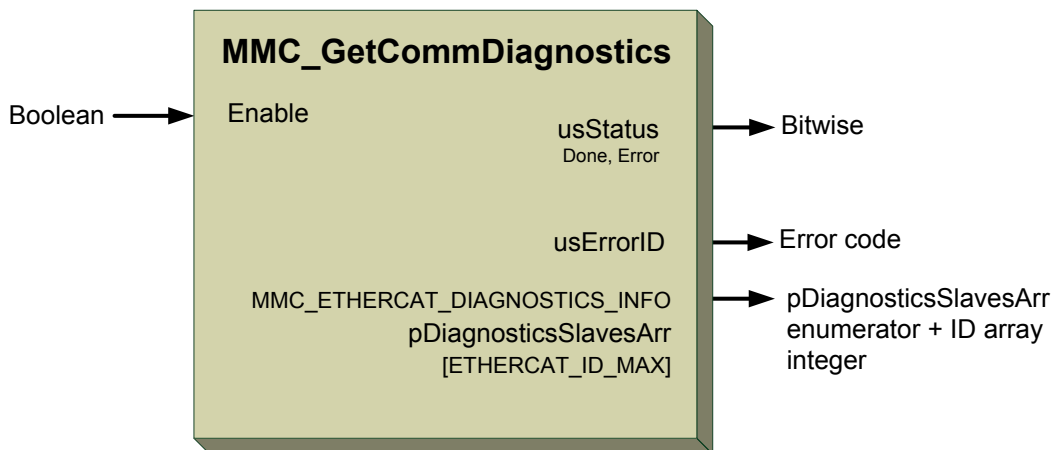 MMC_GetCommDiagnostics
Boolean
Enable
usStatus
Done, Error
Bitwise
usErrorID
Error code
MMC_ETHERCAT_DIAGNOSTICS_INFO
pDiagnosticsSlavesArr
[ETHERCAT_ID_MAX]
pDiagnosticsSlavesArr
enumerator + ID array
integer